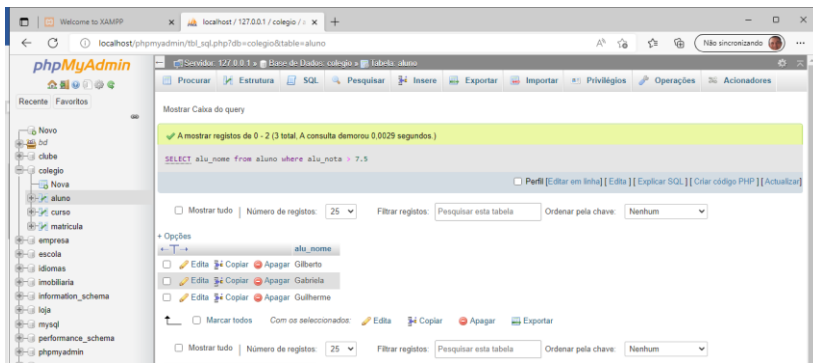 Welcome to XAMPP
localhost / 127.0.0.1 / colegio / a
localhost/phpmyadmin/tbl_sql.php?db=colegio&table=aluno
Não sincronizando
phpMyAdmin
Recente Favoritos
Novo
bd
clube
colegio
Nova
aluno
curso
matricula
empresa
escola
idiomas
imobiliaria
information_schema
loja
mysql
performance_schema
phpmyadmin
Servidor: 127.0.0.1 » Base de Dados: colegio » Tabela: aluno
Procurar Estrutura SQL Pesquisar Insere Exportar Importar Privilégios Operações Acionadores
Mostrar Caixa do query
A mostrar registos de 0 - 2 (3 total, A consulta demorou 0,0029 segundos.)
SELECT alu_nome from aluno where alu_nota > 7.5
Perfil [Editar em linha] [ Edita ] [ Explicar SQL ] [ Criar código PHP ] [ Actualizar]
Mostrar tudo | Número de registos: 25 Filtrar registos: Pesquisar esta tabela Ordenar pela chave: Nenhum
+ Opções
←T→ alu_nome
Edita Copiar Apagar Gilberto
Edita Copiar Apagar Gabriela
Edita Copiar Apagar Guilherme
Marcar todos Com os seleccionados: Edita Copiar Apagar Exportar
Mostrar tudo | Número de registos: 25 Filtrar registos: Pesquisar esta tabela Ordenar pela chave: Nenhum